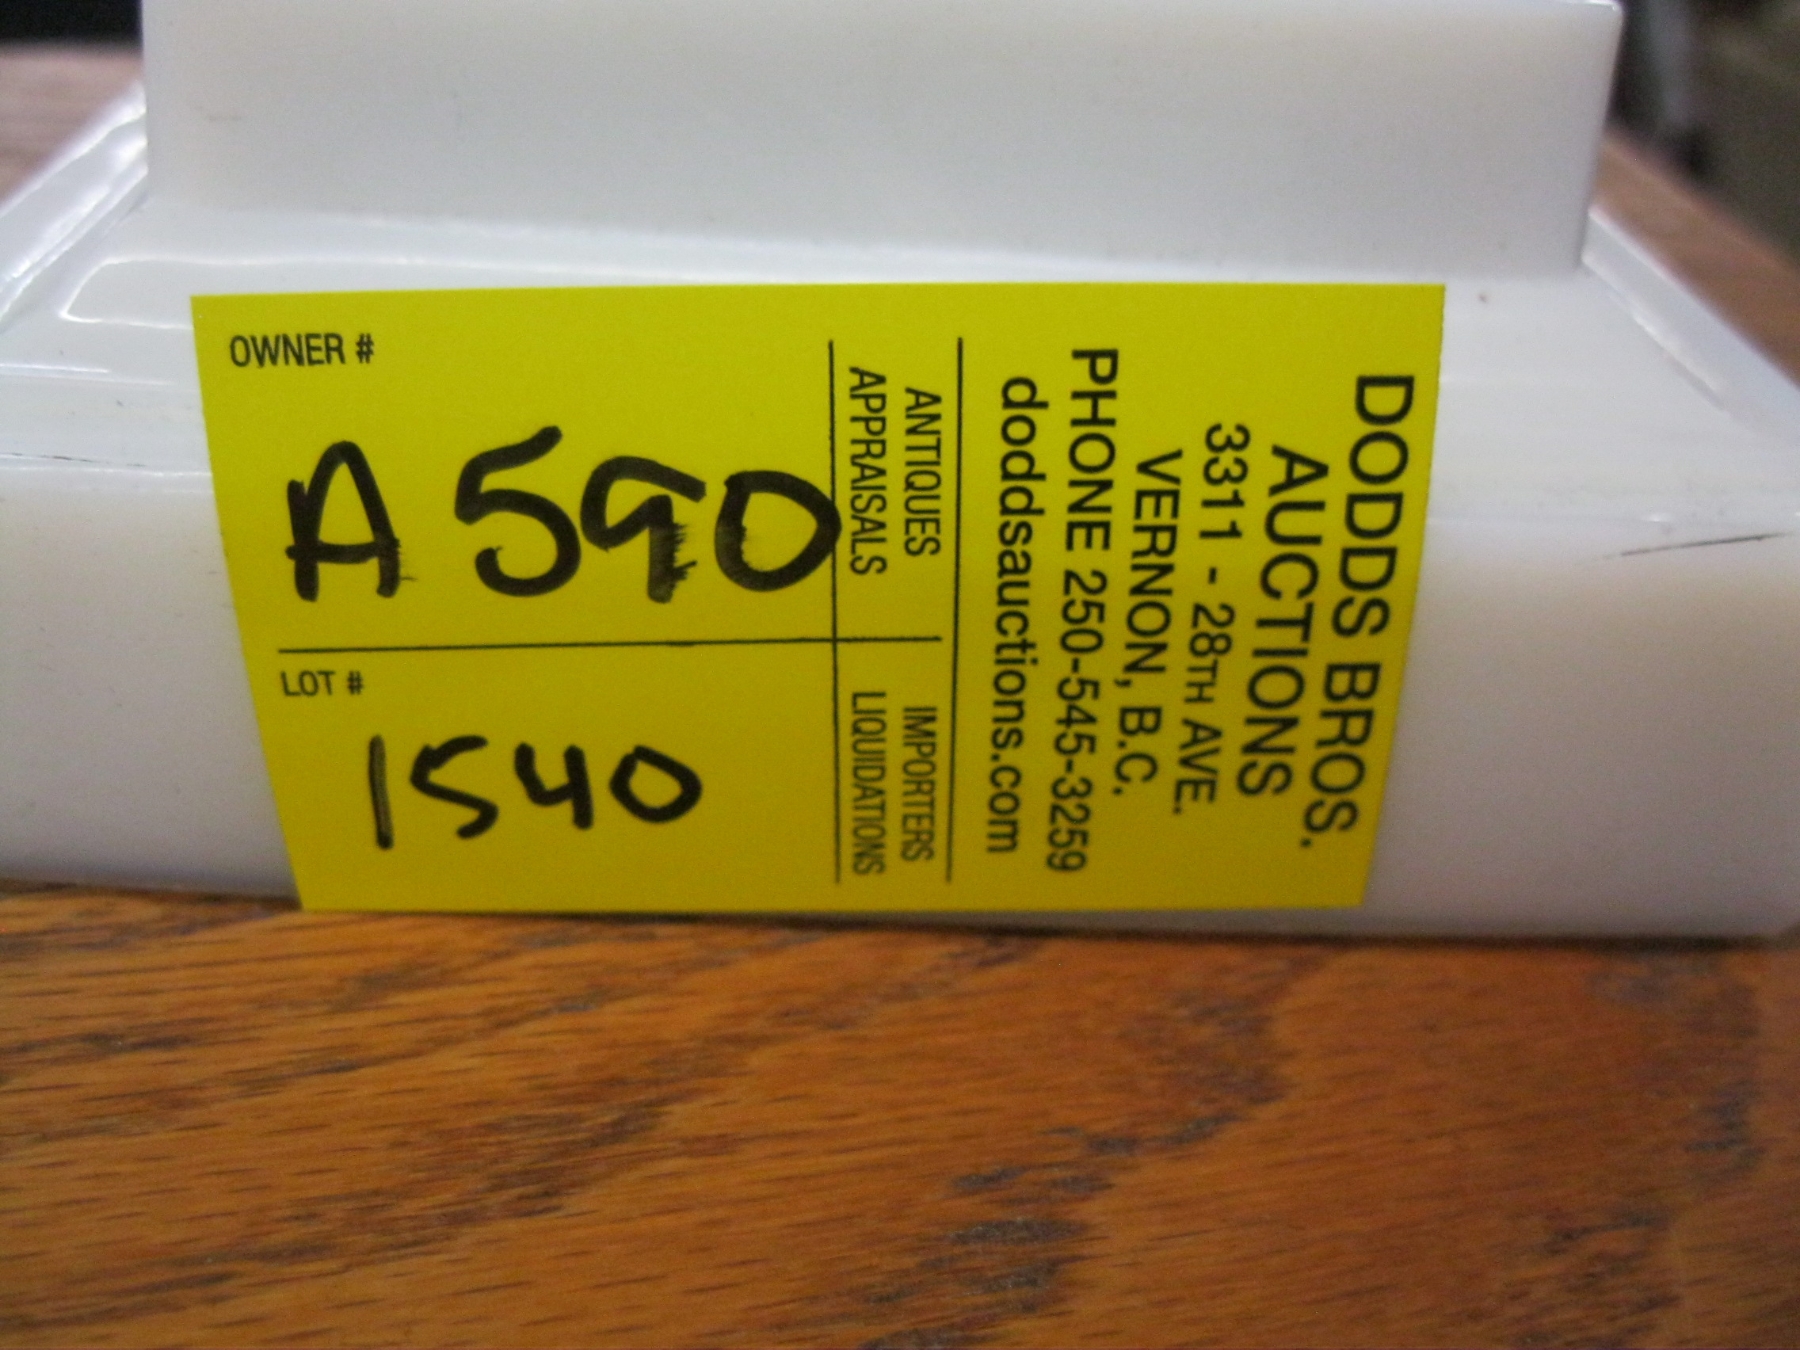 OWNER #
A 590
LOT #
1540
ANTIQUES
APPRAISALS
IMPORTERS
LIQUIDATIONS
DODDS BROS.
AUCTIONS
3311 - 28TH AVE.
VERNON, B.C.
PHONE 250-545-3259
doddsauctions.com